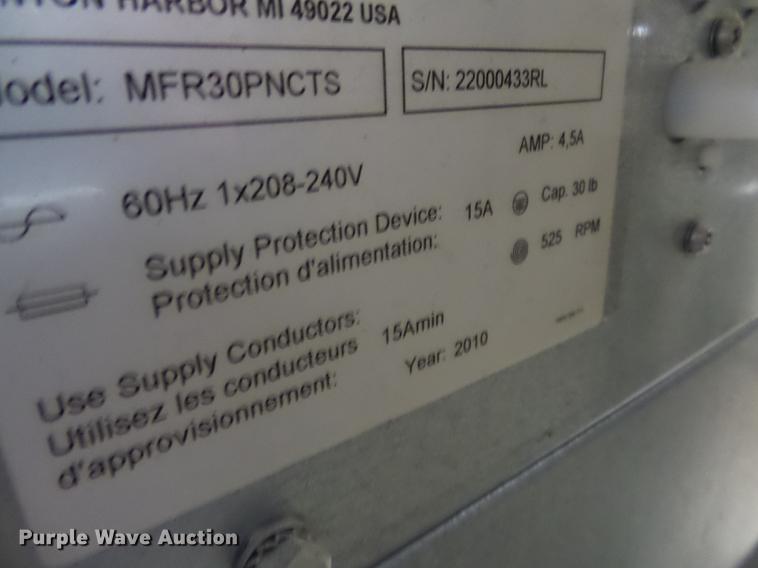 HARBOR MI 49022 USA
Model: MFR30PNCTS
S/N: 22000433RL
AMP: 4,5A
60Hz 1x208-240V
Supply Protection Device: 15A Cap. 30 lb
Protection d'alimentation: 525 RPM
Use Supply Conductors:
Utilisez les conducteurs 15Amin
d'approvisionnement: Year: 2010
Purple Wave Auction